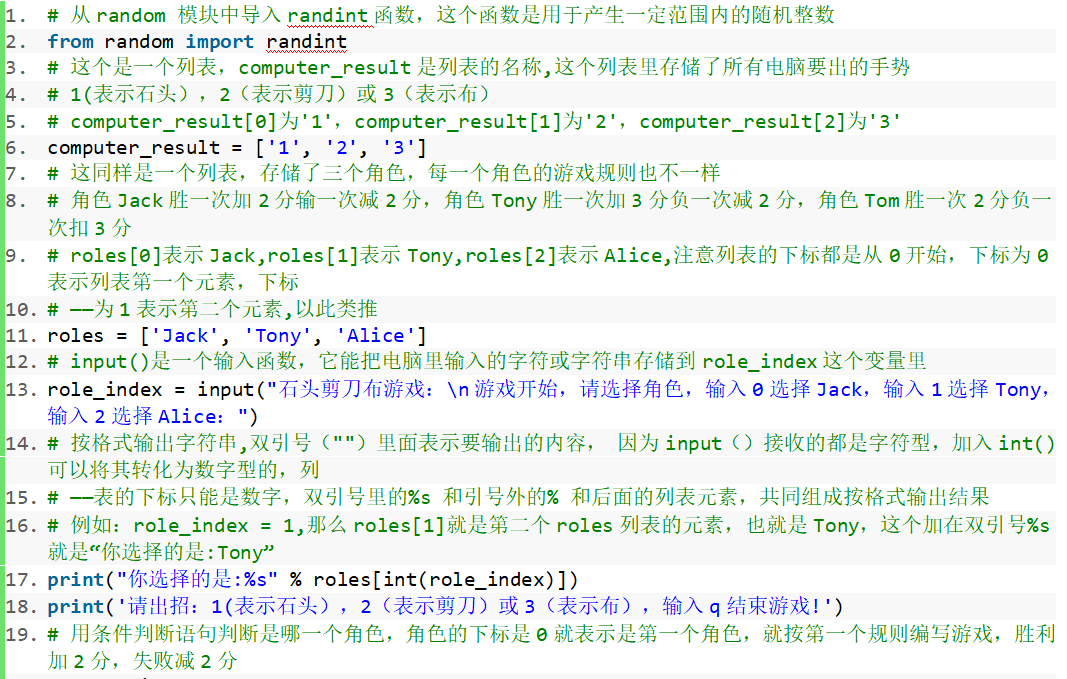 1. # 从 random 模块中导入 randint 函数，这个函数是用于产生一定范围内的随机整数
2. from random import randint
3. # 这个是一个列表，computer_result 是列表的名称,这个列表里存储了所有电脑要出的手势
4. # 1(表示石头），2（表示剪刀）或 3（表示布）
5. # computer_result[0]为'1'，computer_result[1]为'2'，computer_result[2]为'3'
6. computer_result = ['1', '2', '3']
7. # 这同样是一个列表，存储了三个角色，每一个角色的游戏规则也不一样
8. # 角色 Jack 胜一次加 2 分输一次减 2 分，角色 Tony 胜一次加 3 分负一次减 2 分，角色 Tom 胜一次 2 分负一
次扣 3 分
9. # roles[0]表示 Jack,roles[1]表示 Tony,roles[2]表示 Alice,注意列表的下标都是从 0 开始，下标为 0
表示列表第一个元素，下标
10. # ——为 1 表示第二个元素,以此类推
11. roles = ['Jack', 'Tony', 'Alice']
12. # input()是一个输入函数，它能把电脑里输入的字符或字符串存储到 role_index 这个变量里
13. role_index = input("石头剪刀布游戏：\n 游戏开始，请选择角色，输入 0 选择 Jack，输入 1 选择 Tony，
输入 2 选择 Alice：")
14. # 按格式输出字符串,双引号（""）里面表示要输出的内容， 因为 input（）接收的都是字符型，加入 int()
可以将其转化为数字型的，列
15. # ——表的下标只能是数字，双引号里的%s 和引号外的% 和后面的列表元素，共同组成按格式输出结果
16. # 例如：role_index = 1,那么 roles[1]就是第二个 roles 列表的元素，也就是 Tony，这个加在双引号%s
就是“你选择的是:Tony”
17. print("你选择的是:%s" % roles[int(role_index)])
18. print('请出招：1(表示石头），2（表示剪刀）或 3（表示布），输入 q 结束游戏!')
19. # 用条件判断语句判断是哪一个角色，角色的下标是 0 就表示是第一个角色，就按第一个规则编写游戏，胜利
加 2 分，失败减 2 分